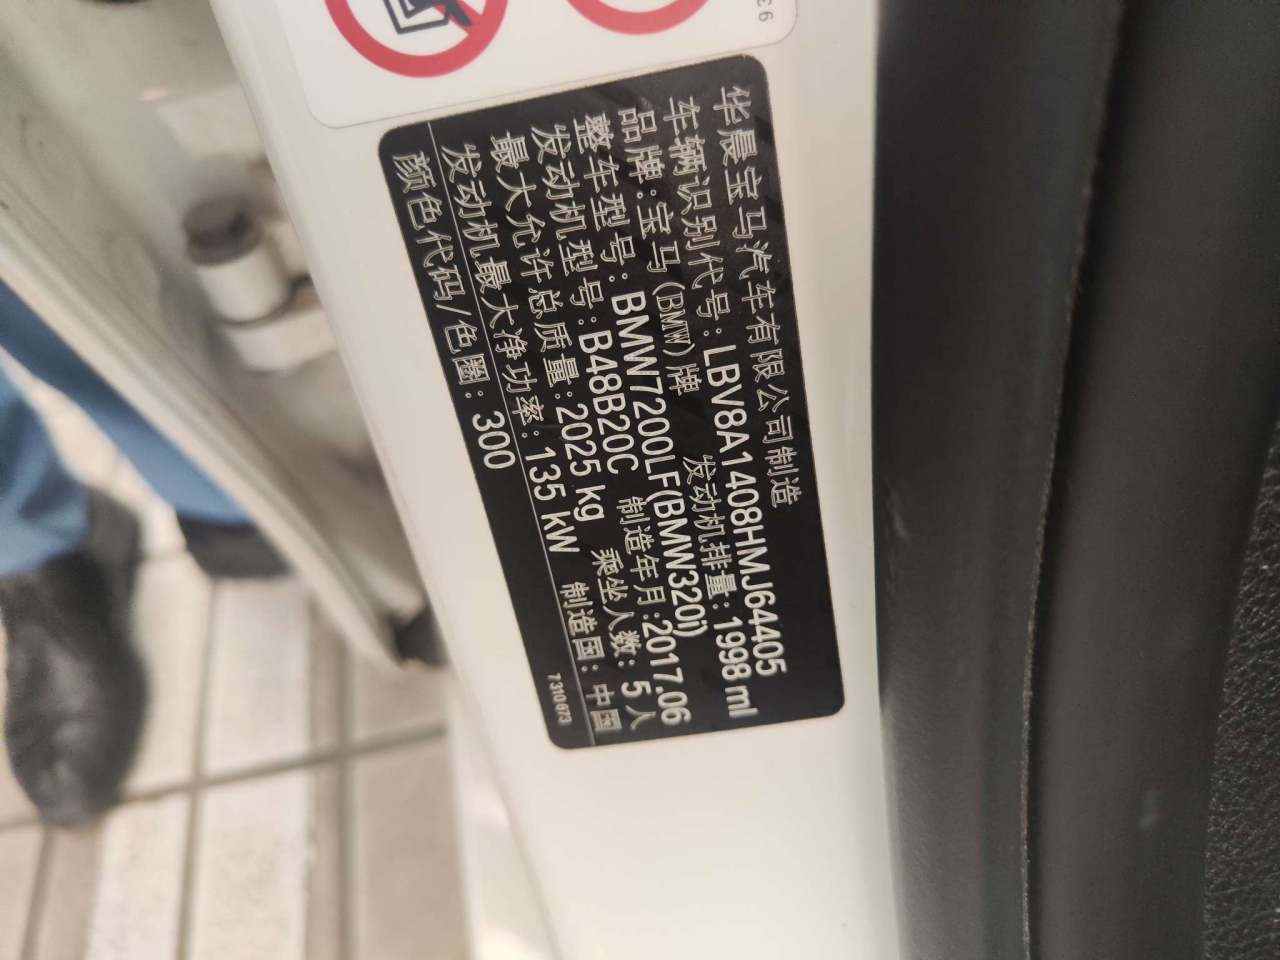 华晨宝马汽车有限公司制造
车辆识别代号:LBV8A1408HMJ64405
品牌:宝马(BMW)牌 发动机排量:1998 ml
整车型号:BMW7200LF(BMW320i)
发动机型号:B48B20C 制造年月:2017.06
最大允许总质量:2025 kg 乘坐人数:5人
发动机最大净功率:135 kW 制造国:中国
颜色代码/色圈:300
7 310 673